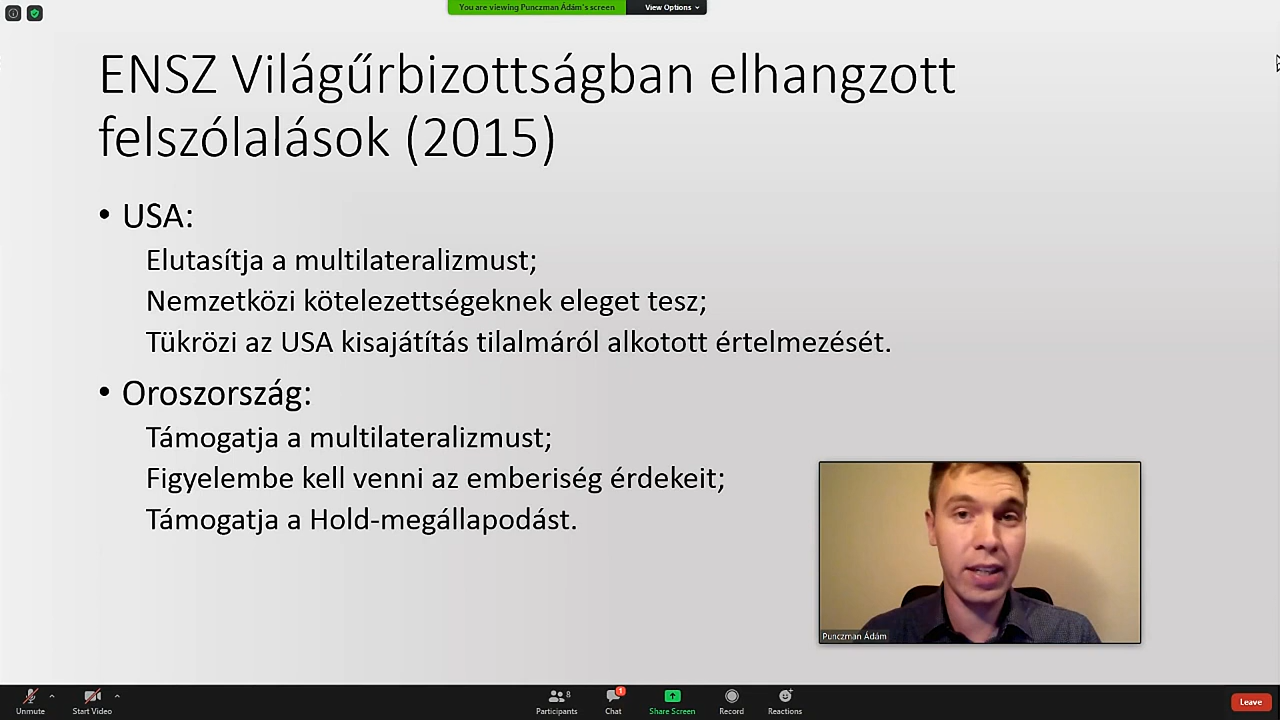 You are viewing Punczman Ádám's screen
View Options
ENSZ Világűrbizottságban elhangzott
felszólalások (2015)
• USA:
Elutasítja a multilateralizmust;
Nemzetközi kötelezettségeknek eleget tesz;
Tükrözi az USA kisajátítás tilalmáról alkotott értelmezését.
• Oroszország:
Támogatja a multilateralizmust;
Figyelembe kell venni az emberiség érdekeit;
Támogatja a Hold-megállapodást.
Punczman Ádám
Unmute
Start Video
Participants
8
Chat
1
Share Screen
Record
Reactions
Leave